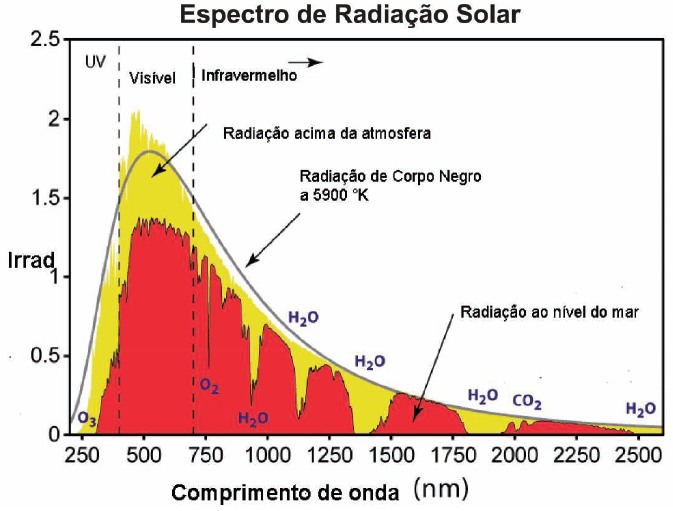 Espectro de Radiação Solar
2.5
UV
Visível
Infravermelho
2
Radiação acima da atmosfera
Radiação de Corpo Negro
a 5900 °K
1.5
Irrad
1
H₂O
Radiação ao nível do mar
0.5
H₂O
O₂
H₂O
CO₂
H₂O
O₃
H₂O
0
250 500 750 1000 1250 1500 1750 2000 2250 2500
Comprimento de onda (nm)